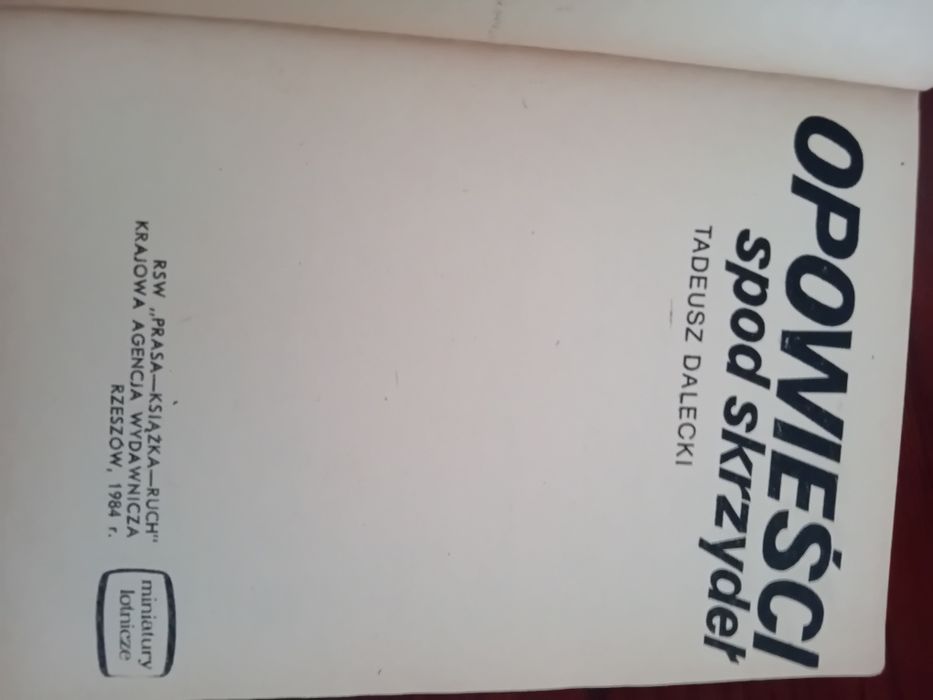 OPOWIEŚCI
spod skrzydeł
TADEUSZ DALECKI
RSW „PRASA—KSIĄŻKA—RUCH”
KRAJOWA AGENCJA WYDAWNICZA
RZESZÓW, 1984 r.
miniatury
lotnicze